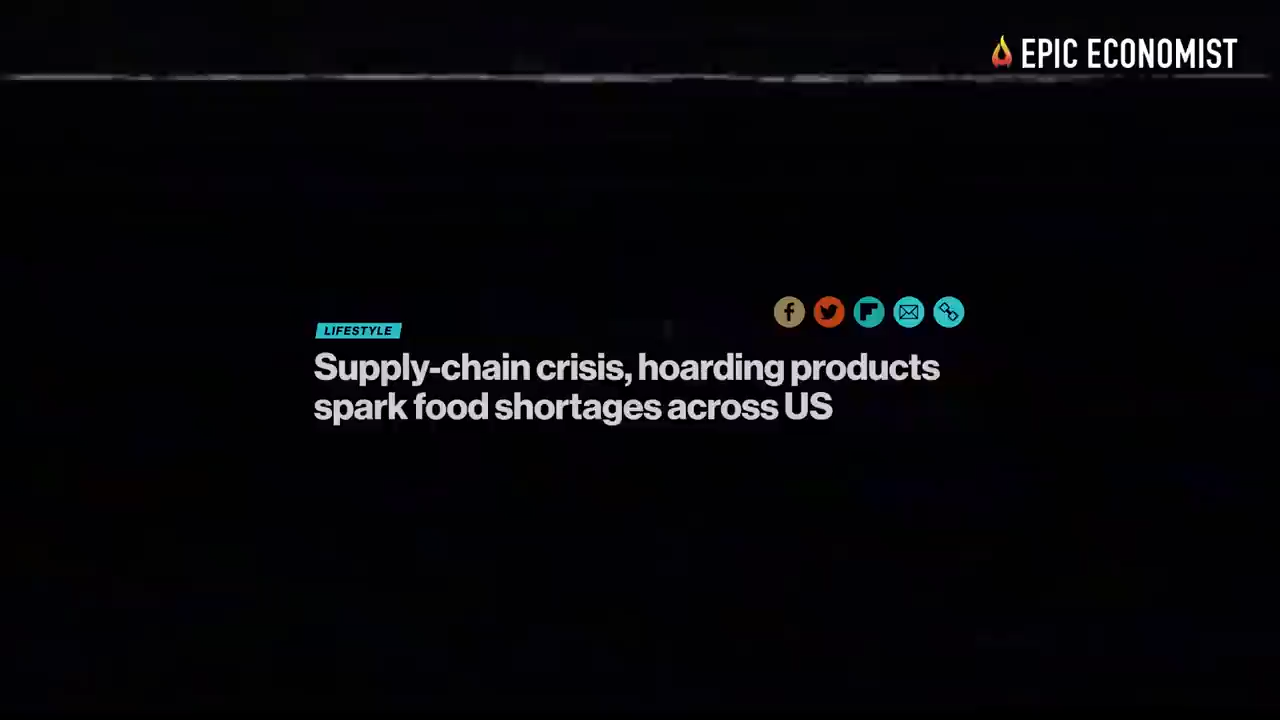 EPIC ECONOMIST
LIFESTYLE
Supply-chain crisis, hoarding products
spark food shortages across US